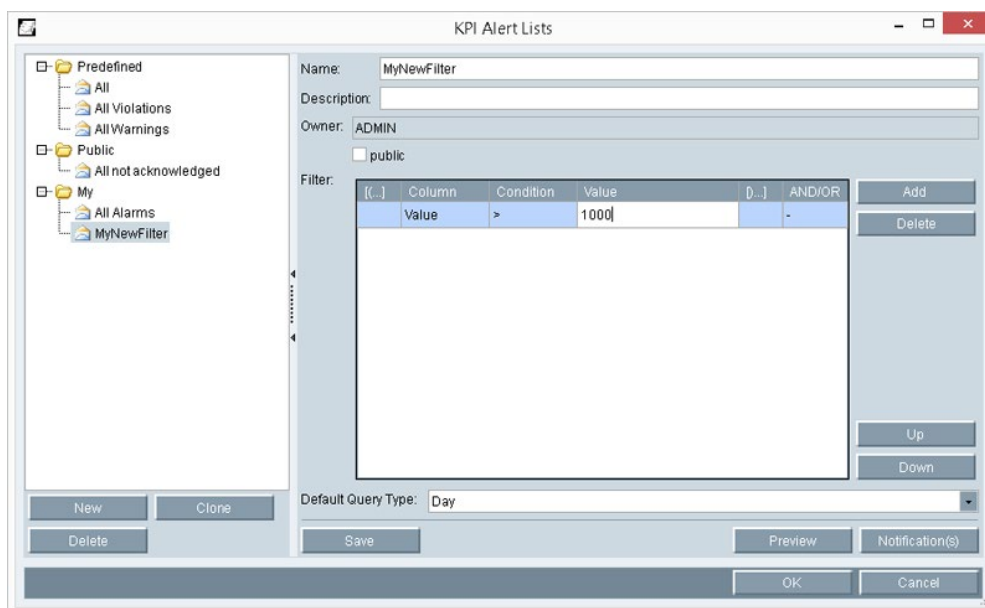 KPI Alert Lists
Predefined
All
All Violations
All Warnings
Public
All not acknowledged
My
All Alarms
MyNewFilter
New
Clone
Delete
Name: MyNewFilter
Description:
Owner: ADMIN
public
Filter:
[(...] Column Condition Value [)...] AND/OR
Value > 1000 -
Add
Delete
Up
Down
Default Query Type: Day
Save
Preview
Notification(s)
OK
Cancel